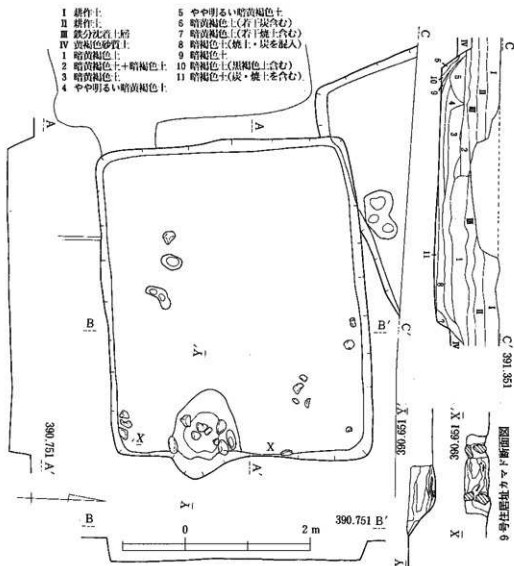 I 耕作土
II 耕作土
III 鉄分沈着土層
IV 黄褐色砂質土
1 暗黄褐色土
2 暗黄褐色土+暗褐色土
3 暗黄褐色土
4 やや明るい暗黄褐色土
5 やや明るい暗黄褐色土
6 暗黄褐色土(若干炭含む)
7 暗黄褐色土(若干焼土含む)
8 暗褐色土(焼土・炭を混入)
9 暗褐色土
10 暗褐色土(黒褐色土含む)
11 暗褐色土(炭・焼土を含む)
A
A
C
C
B
B'
C'
C' 391.351
Y'
X'
X
A'
Y
390.751 A'
390.651 Y'
390.651 X'
X
Y
9号住居址カマド断面図
B
390.751 B'
0
2 m